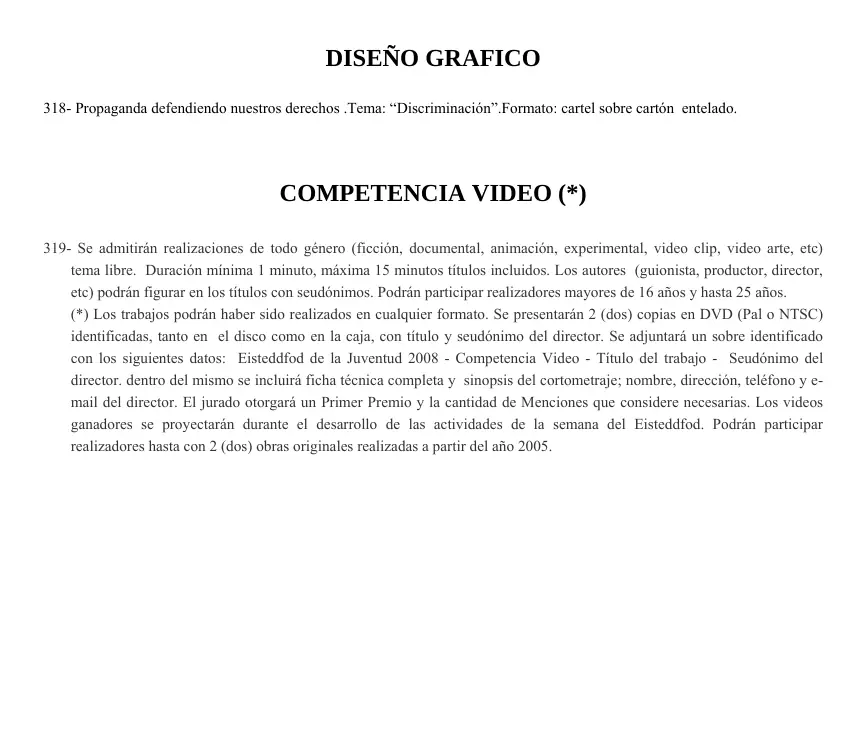 DISEÑO GRAFICO
318- Propaganda defendiendo nuestros derechos .Tema: “Discriminación”.Formato: cartel sobre cartón  entelado.
COMPETENCIA VIDEO (*)
319- Se admitirán realizaciones de todo género (ficción, documental, animación, experimental, video clip, video arte, etc)
tema libre.  Duración mínima 1 minuto, máxima 15 minutos títulos incluidos. Los autores  (guionista, productor, director,
etc) podrán figurar en los títulos con seudónimos. Podrán participar realizadores mayores de 16 años y hasta 25 años.
(*) Los trabajos podrán haber sido realizados en cualquier formato. Se presentarán 2 (dos) copias en DVD (Pal o NTSC)
identificadas, tanto en  el disco como en la caja, con título y seudónimo del director. Se adjuntará un sobre identificado
con los siguientes datos:  Eisteddfod de la Juventud 2008 - Competencia Video - Título del trabajo -  Seudónimo del
director. dentro del mismo se incluirá ficha técnica completa y  sinopsis del cortometraje; nombre, dirección, teléfono y e-
mail del director. El jurado otorgará un Primer Premio y la cantidad de Menciones que considere necesarias. Los videos
ganadores se proyectarán durante el desarrollo de las actividades de la semana del Eisteddfod. Podrán participar
realizadores hasta con 2 (dos) obras originales realizadas a partir del año 2005.